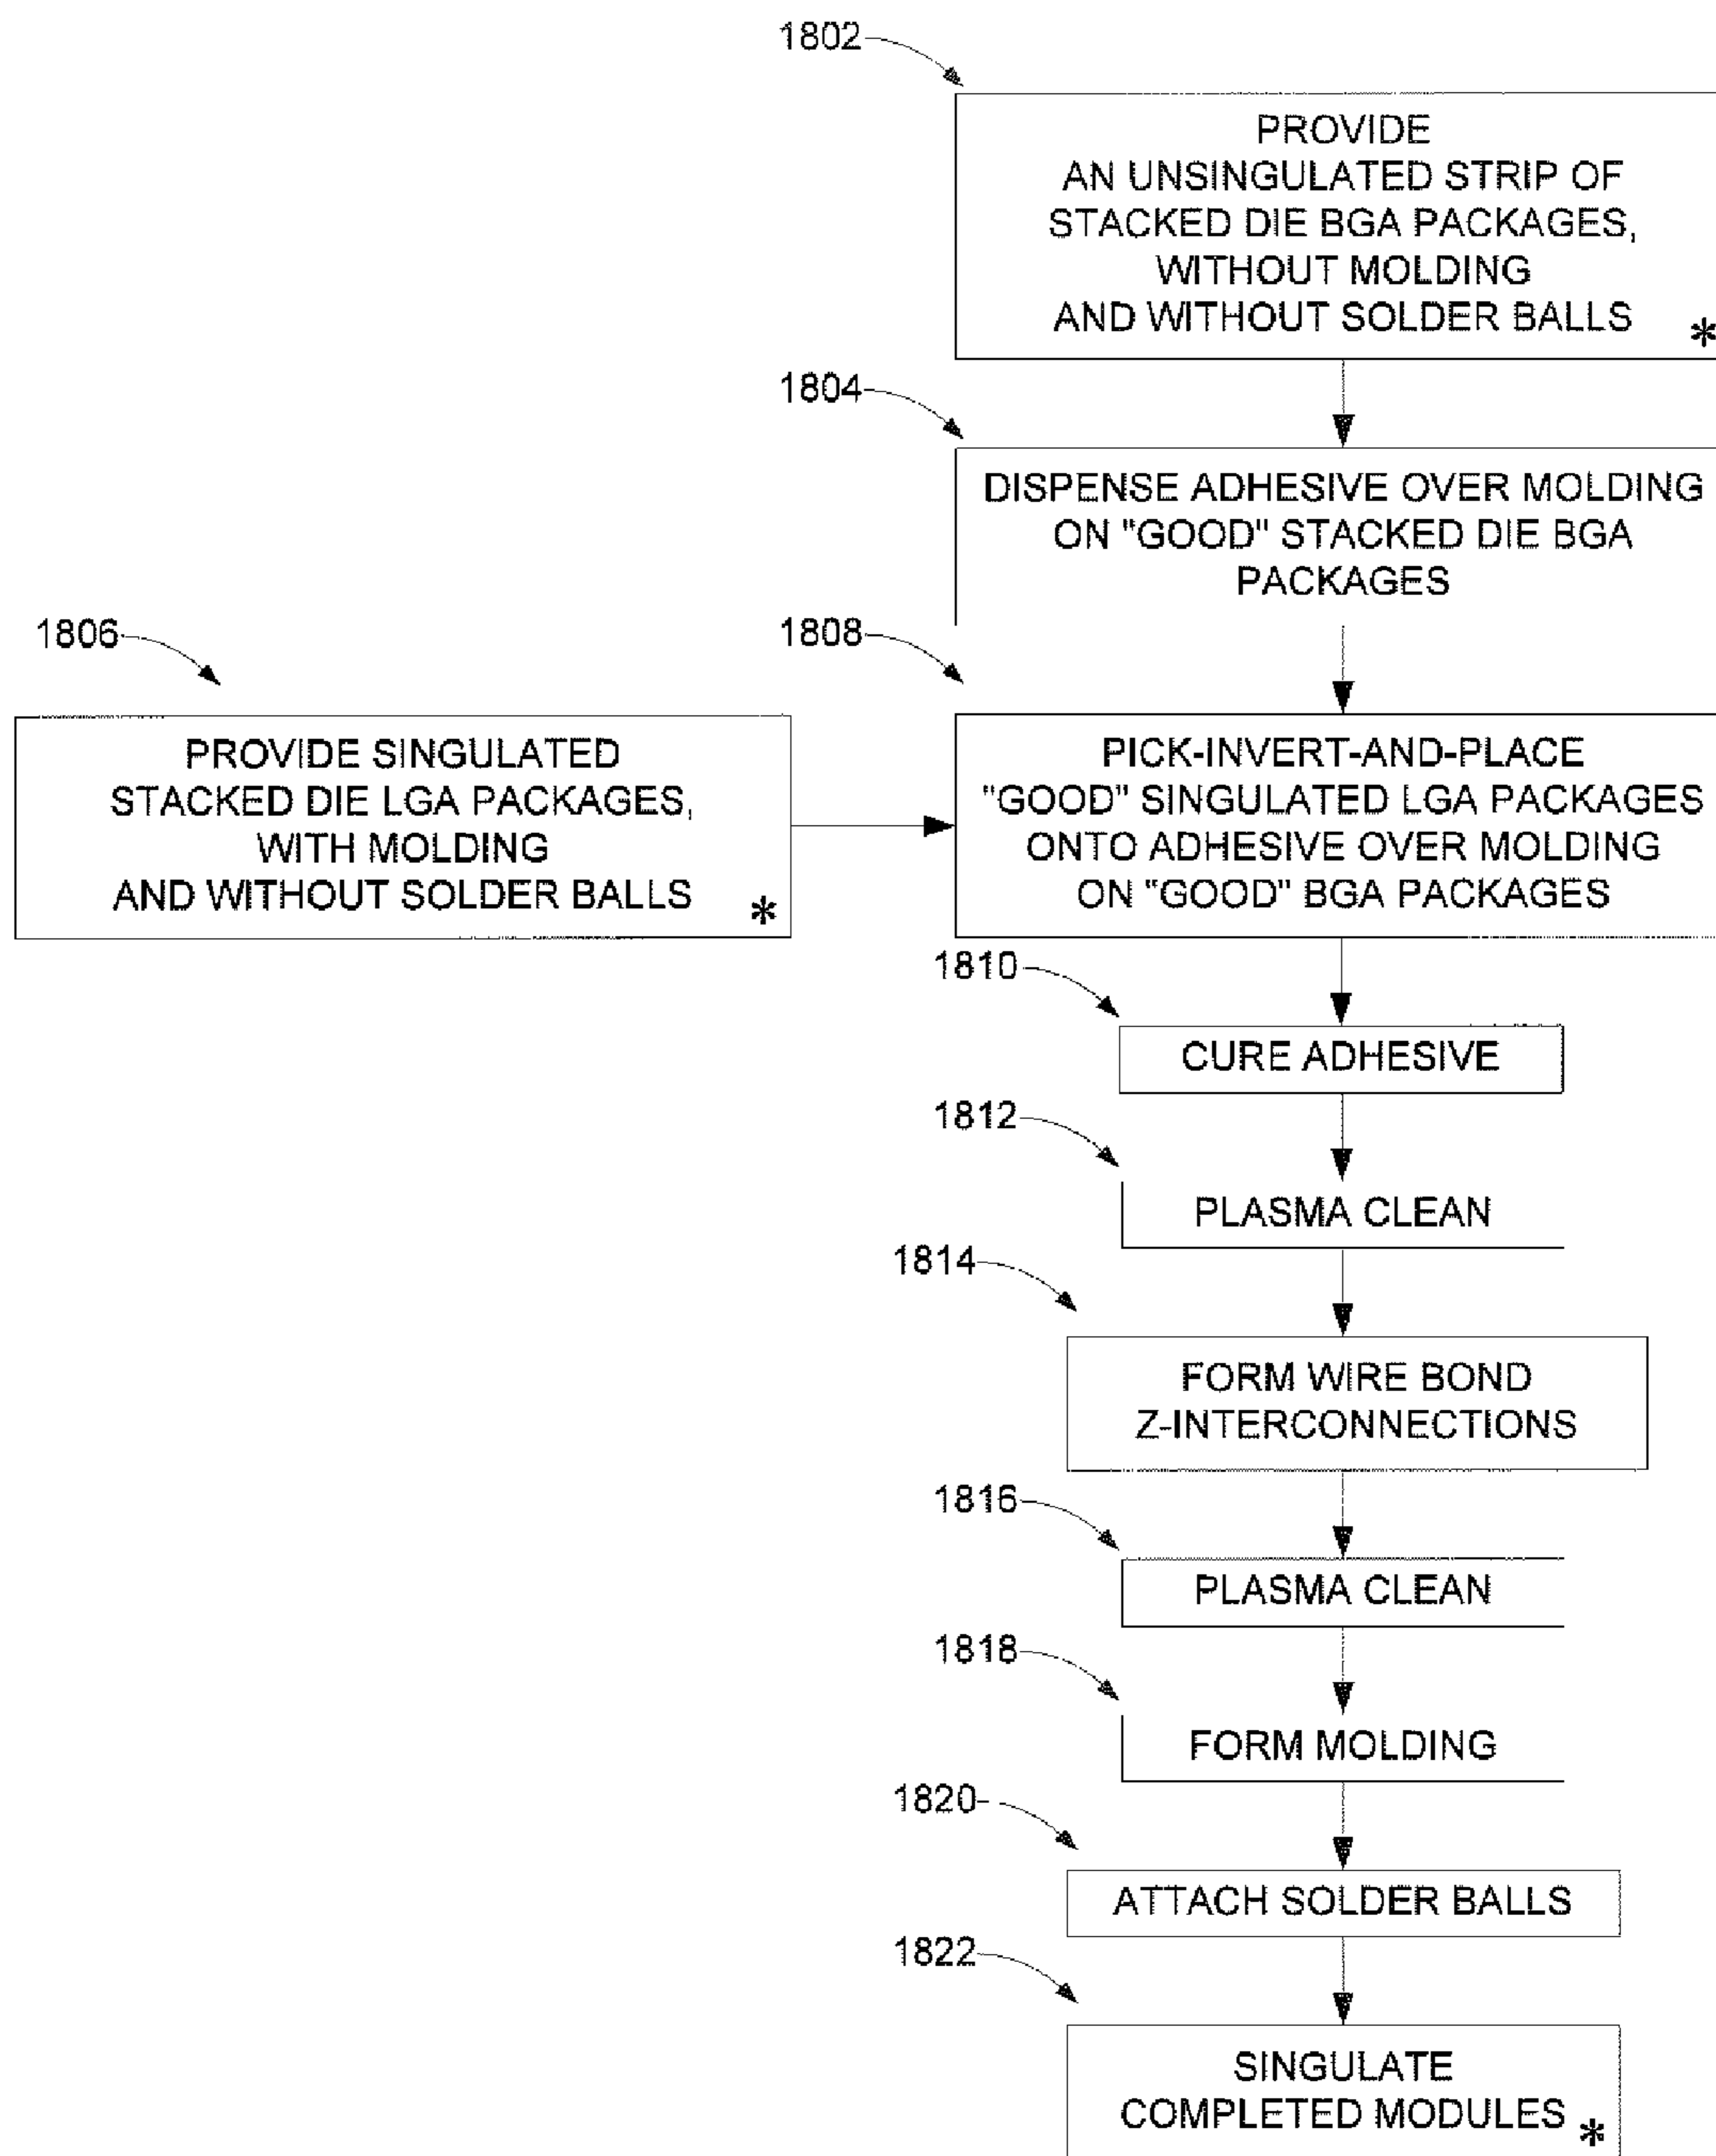 1802
PROVIDE
AN UNSINGULATED STRIP OF
STACKED DIE BGA PACKAGES,
WITHOUT MOLDING
AND WITHOUT SOLDER BALLS *
1804
DISPENSE ADHESIVE OVER MOLDING
ON "GOOD" STACKED DIE BGA
PACKAGES
1806
PROVIDE SINGULATED
STACKED DIE LGA PACKAGES,
WITH MOLDING
AND WITHOUT SOLDER BALLS *
1808
PICK-INVERT-AND-PLACE
"GOOD" SINGULATED LGA PACKAGES
ONTO ADHESIVE OVER MOLDING
ON "GOOD" BGA PACKAGES
1810
CURE ADHESIVE
1812
PLASMA CLEAN
1814
FORM WIRE BOND
Z-INTERCONNECTIONS
1816
PLASMA CLEAN
1818
FORM MOLDING
1820
ATTACH SOLDER BALLS
1822
SINGULATE
COMPLETED MODULES *